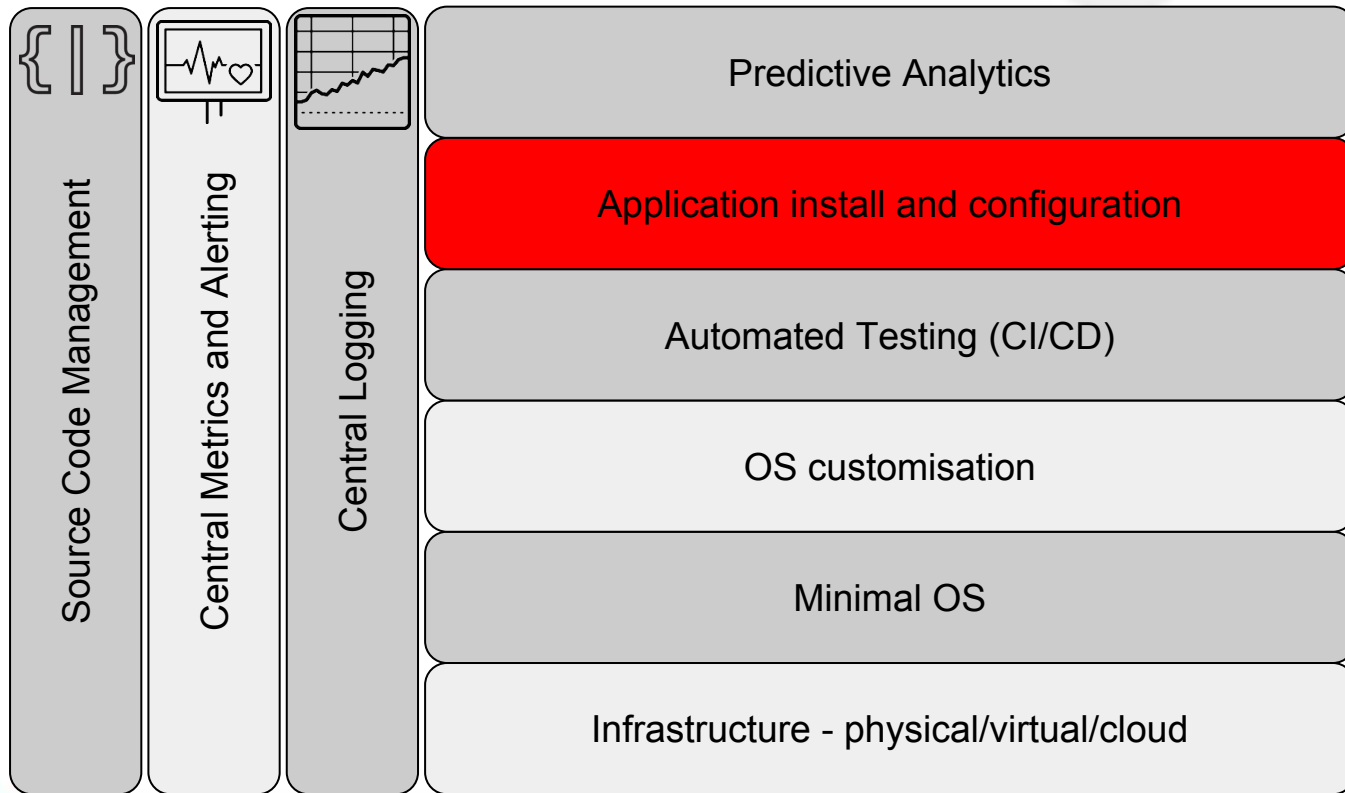 {|}
Source Code Management
Central Metrics and Alerting
Central Logging
Predictive Analytics
Application install and configuration
Automated Testing (CI/CD)
OS customisation
Minimal OS
Infrastructure - physical/virtual/cloud